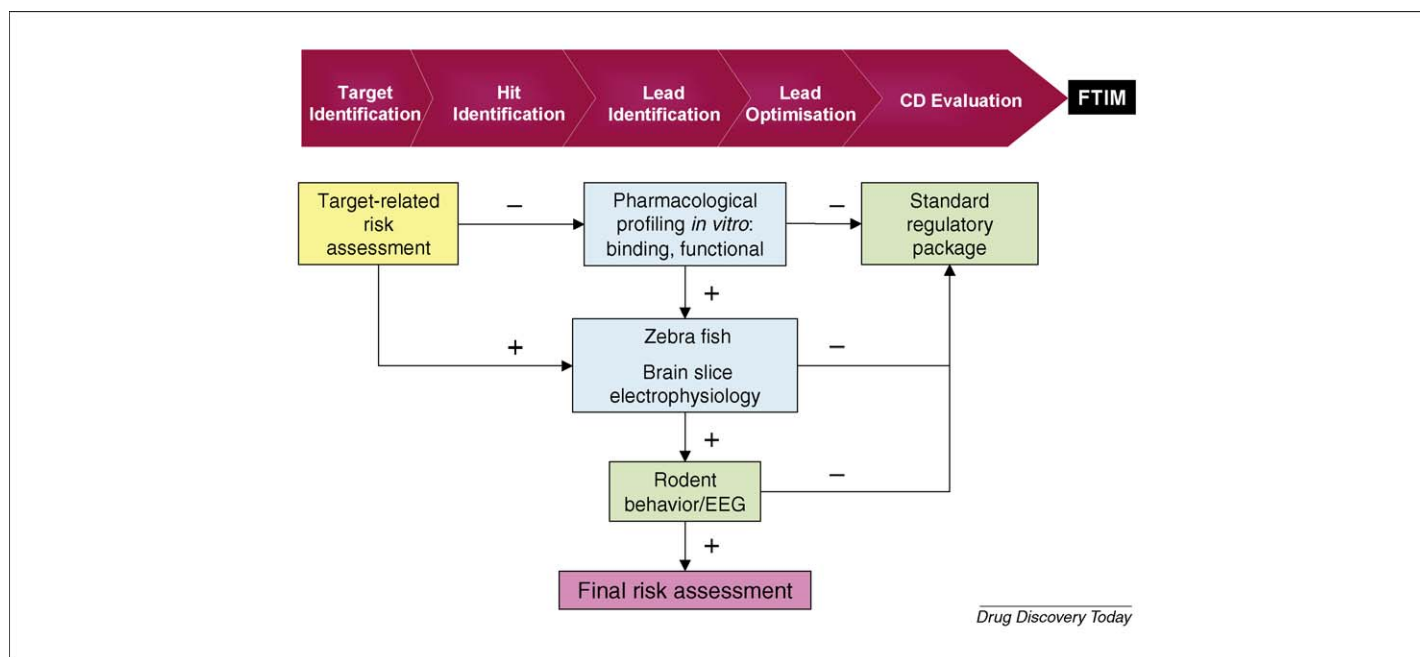 Target
Identification
Hit
Identification
Lead
Identification
Lead
Optimisation
CD Evaluation
FTIM
Target-related
risk
assessment
−
Pharmacological
profiling in vitro:
binding, functional
−
Standard
regulatory
package
+
+
Zebra fish
Brain slice
electrophysiology
−
+
Rodent
behavior/EEG
−
+
Final risk assessment
Drug Discovery Today